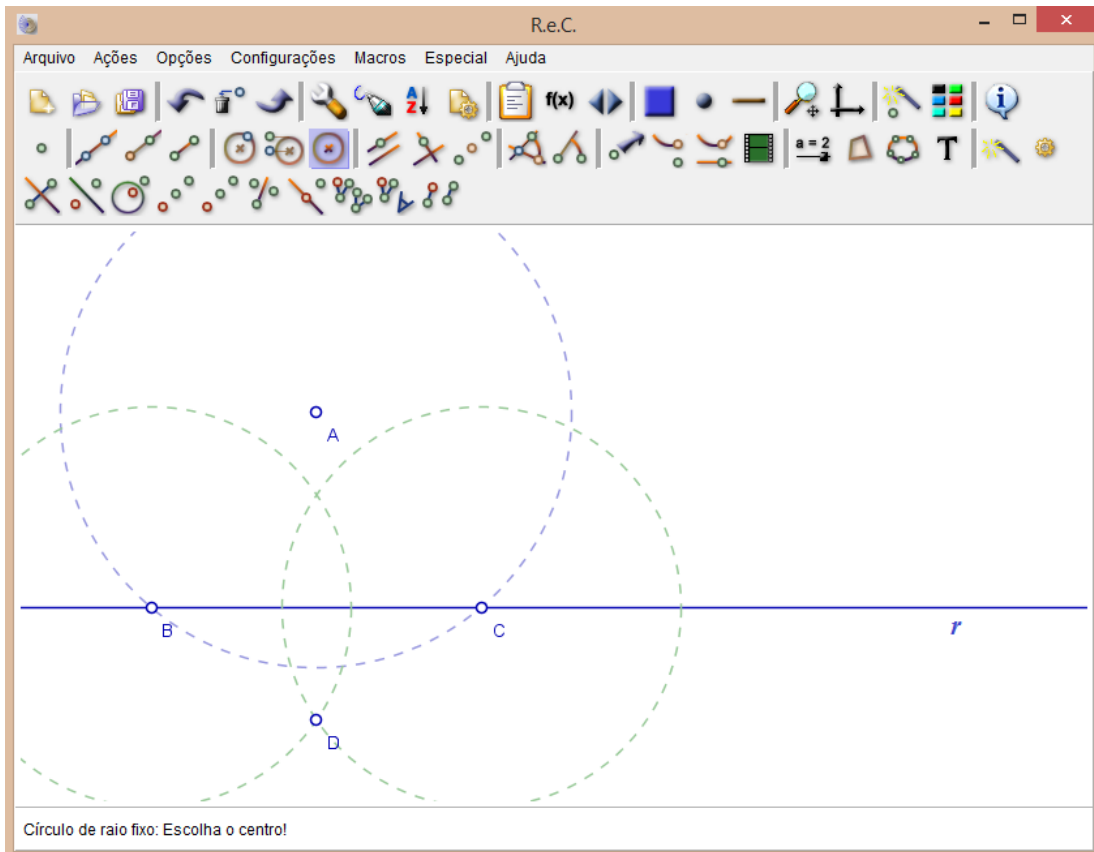 R.e.C.
Arquivo Ações Opções Configurações Macros Especial Ajuda
A Z f(x) i
a = 2 T
A
B C r
D
Círculo de raio fixo: Escolha o centro!